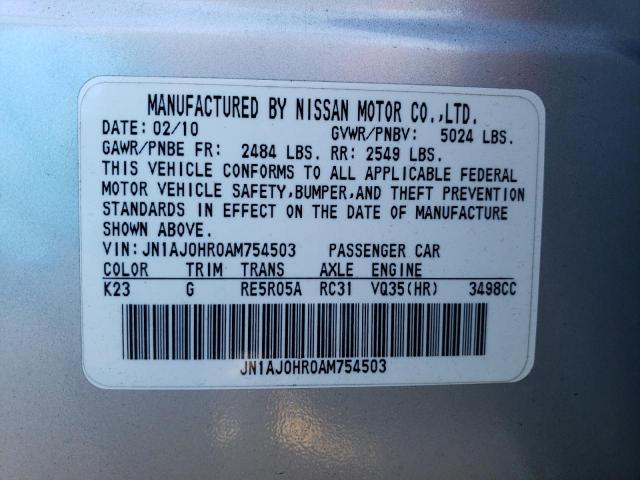 MANUFACTURED BY NISSAN MOTOR CO.,LTD.
DATE: 02/10 GVWR/PNBV: 5024 LBS.
GAWR/PNBE FR: 2484 LBS. RR: 2549 LBS.
THIS VEHICLE CONFORMS TO ALL APPLICABLE FEDERAL
MOTOR VEHICLE SAFETY,BUMPER,AND THEFT PREVENTION
STANDARDS IN EFFECT ON THE DATE OF MANUFACTURE
SHOWN ABOVE.
VIN:JN1AJ0HR0AM754503 PASSENGER CAR
COLOR TRIM TRANS AXLE ENGINE
K23 G RE5R05A RC31 VQ35(HR) 3498CC
JN1AJ0HR0AM754503